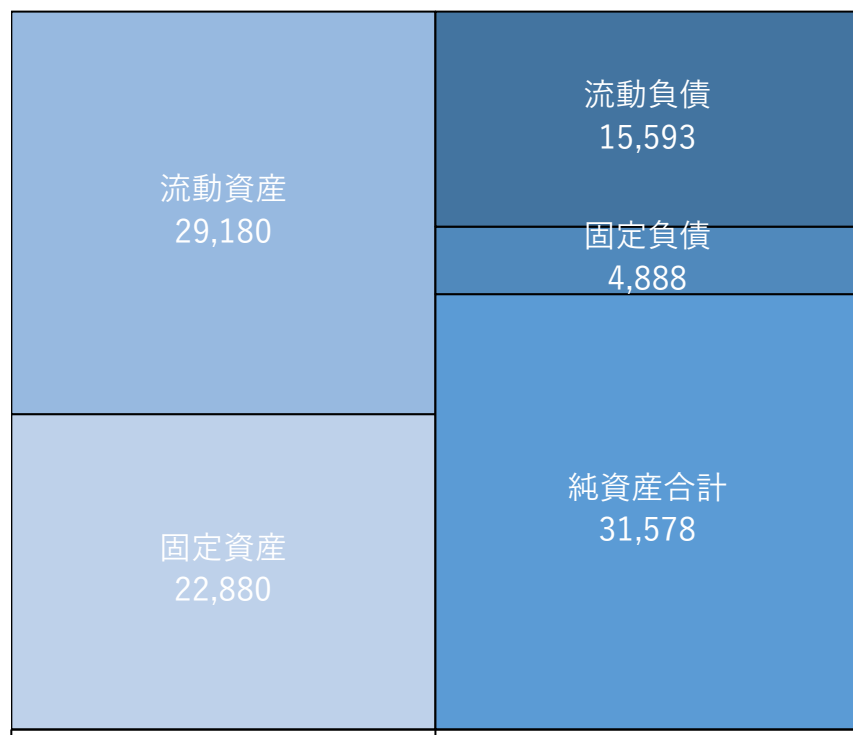 流動資産
29,180
固定資産
22,880
流動負債
15,593
固定負債
4,888
純資産合計
31,578